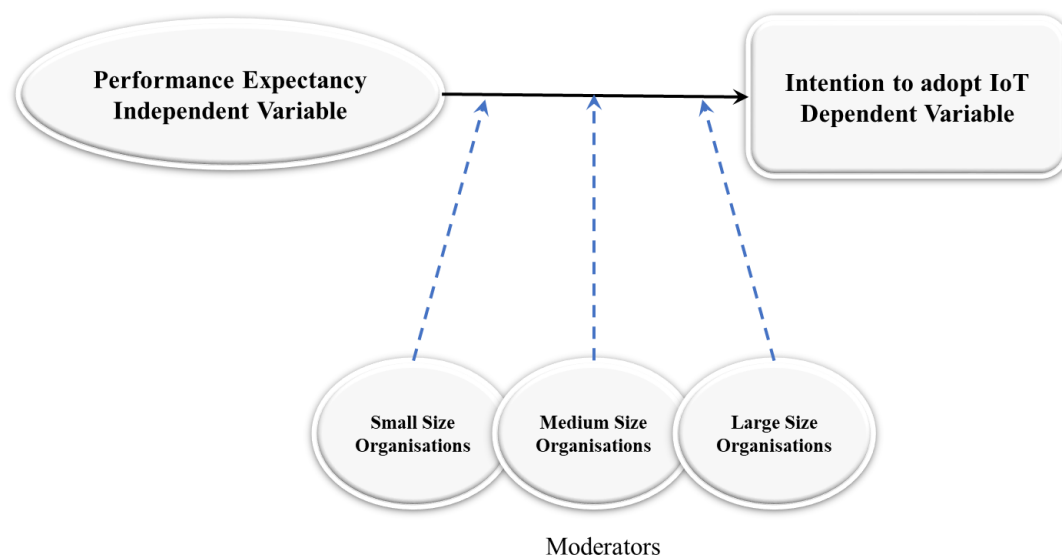 Performance Expectancy
Independent Variable
Intention to adopt IoT
Dependent Variable
Small Size
Organisations
Medium Size
Organisations
Large Size
Organisations
Moderators